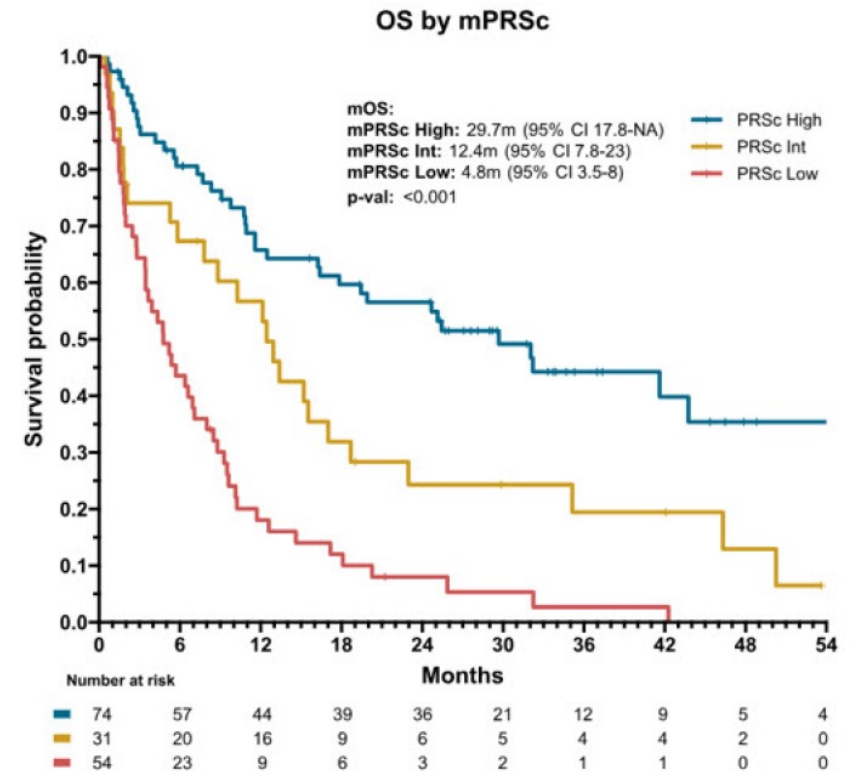 OS by mPRSc
mOS:
mPRSc High: 29.7m (95% CI 17.8-NA)
mPRSc Int: 12.4m (95% CI 7.8-23)
mPRSc Low: 4.8m (95% CI 3.5-8)
p-val: <0.001
PRSc High
PRSc Int
PRSc Low
Survival probability
1.0
0.9
0.8
0.7
0.6
0.5
0.4
0.3
0.2
0.1
0.0
0 6 12 18 24 30 36 42 48 54
Months
Number at risk
74 57 44 39 36 21 12 9 5 4
31 20 16 9 6 5 4 4 2 0
54 23 9 6 3 2 1 1 0 0